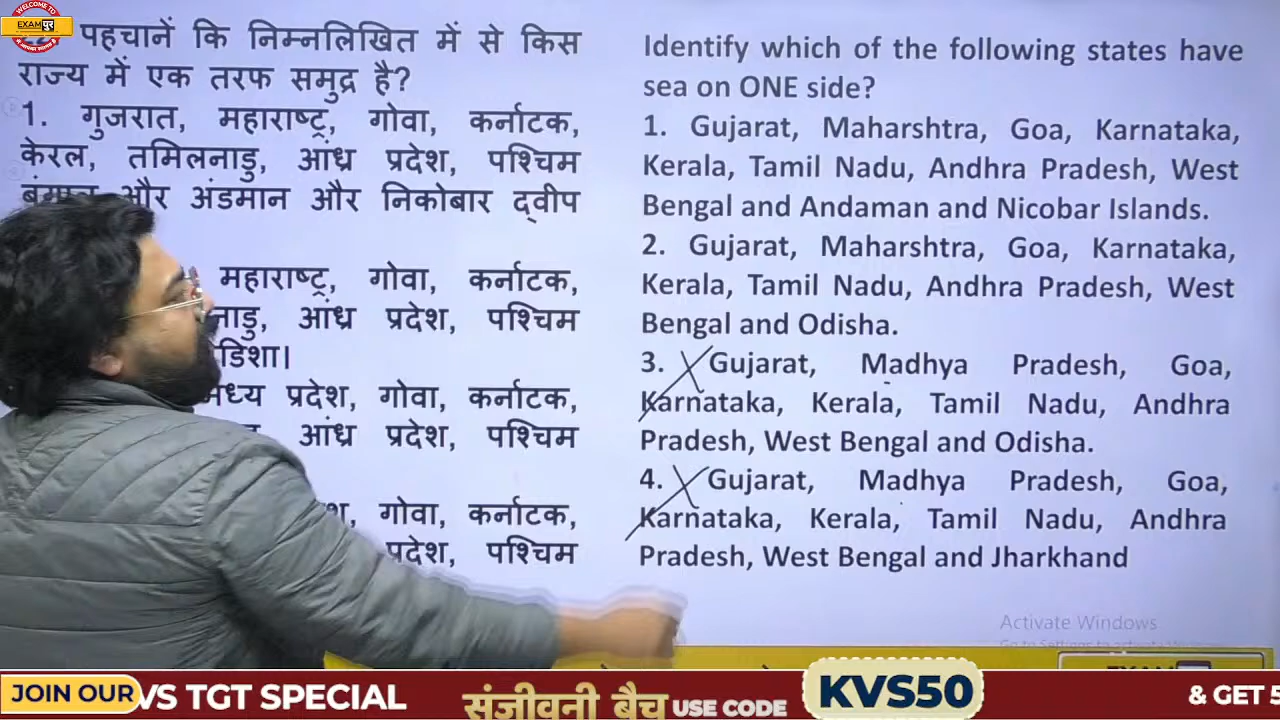 WELCOME TO
EXAM पुर
पहचानें कि निम्नलिखित में से किस
राज्य में एक तरफ समुद्र है?
1. गुजरात, महाराष्ट्र, गोवा, कर्नाटक,
केरल, तमिलनाडु, आंध्र प्रदेश, पश्चिम
और अंडमान और निकोबार द्वीप
महाराष्ट्र, गोवा, कर्नाटक,
आंध्र प्रदेश, पश्चिम
प्रदेश, गोवा, कर्नाटक,
आंध्र प्रदेश, पश्चिम
गोवा, कर्नाटक,
प्रदेश, पश्चिम
Identify which of the following states have
sea on ONE side?
1. Gujarat, Maharshtra, Goa, Karnataka,
Kerala, Tamil Nadu, Andhra Pradesh, West
Bengal and Andaman and Nicobar Islands.
2. Gujarat, Maharshtra, Goa, Karnataka,
Kerala, Tamil Nadu, Andhra Pradesh, West
Bengal and Odisha.
3. Gujarat, Madhya Pradesh, Goa,
Karnataka, Kerala, Tamil Nadu, Andhra
Pradesh, West Bengal and Odisha.
4. Gujarat, Madhya Pradesh, Goa,
Karnataka, Kerala, Tamil Nadu, Andhra
Pradesh, West Bengal and Jharkhand
Activate Windows
JOIN OUR VS TGT SPECIAL संजीवनी बैच USE CODE KVS50 & GET 5